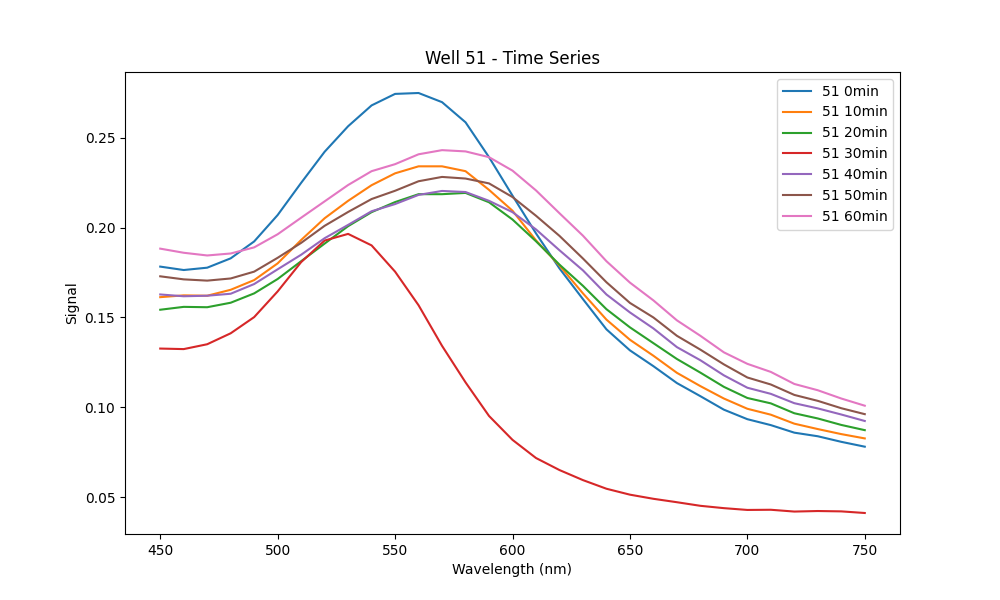 Well 51 - Time Series
51 0min
51 10min
51 20min
51 30min
51 40min
51 50min
51 60min
0.25
0.20
0.15
0.10
0.05
Signal
450 500 550 600 650 700 750
Wavelength (nm)